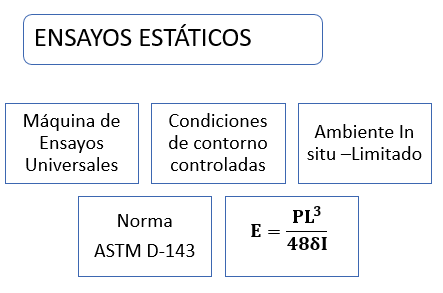 ENSAYOS ESTÁTICOS
Máquina de
Ensayos
Universales
Condiciones
de contorno
controladas
Ambiente In
situ –Limitado
Norma
ASTM D-143
E = PL³/48δI